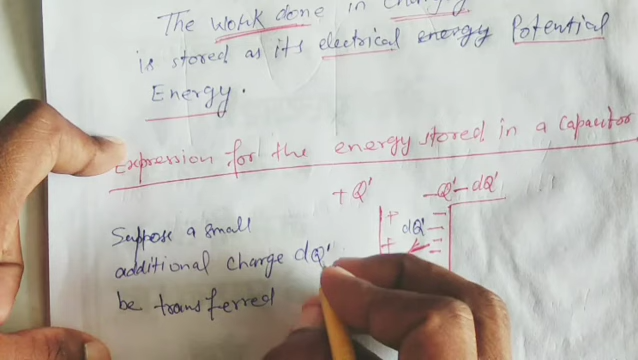 The work done in
is stored as its electrical energy Potential
Energy.
Expression for the energy stored in a capacitor
+Q' -Q'-dQ'
+ dQ'
+
Suppose a small
additional charge dQ'
be transferred